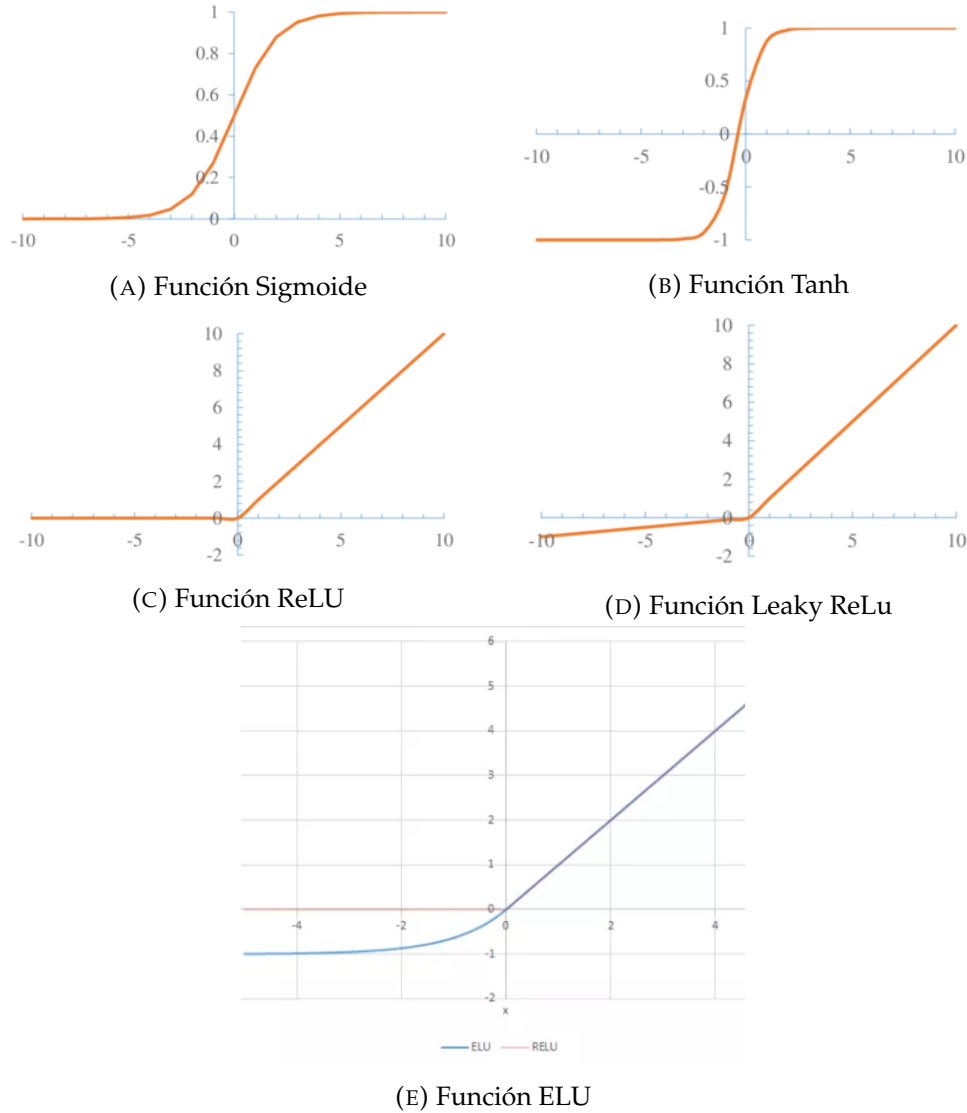 1
0.8
0.6
0.4
0.2
0
-10 -5 0 5 10
(A) Función Sigmoide
1
0.5
0
-10 -5 0 5 10
-0.5
-1
(B) Función Tanh
10
8
6
4
2
0
-10 -5 0 5 10
-2
(C) Función ReLU
10
8
6
4
2
0
-10 -5 0 5 10
-2
(D) Función Leaky ReLu
6
5
4
3
2
1
0
-4 -2 0 2 4
-1
-2
x
ELU RELU
(E) Función ELU